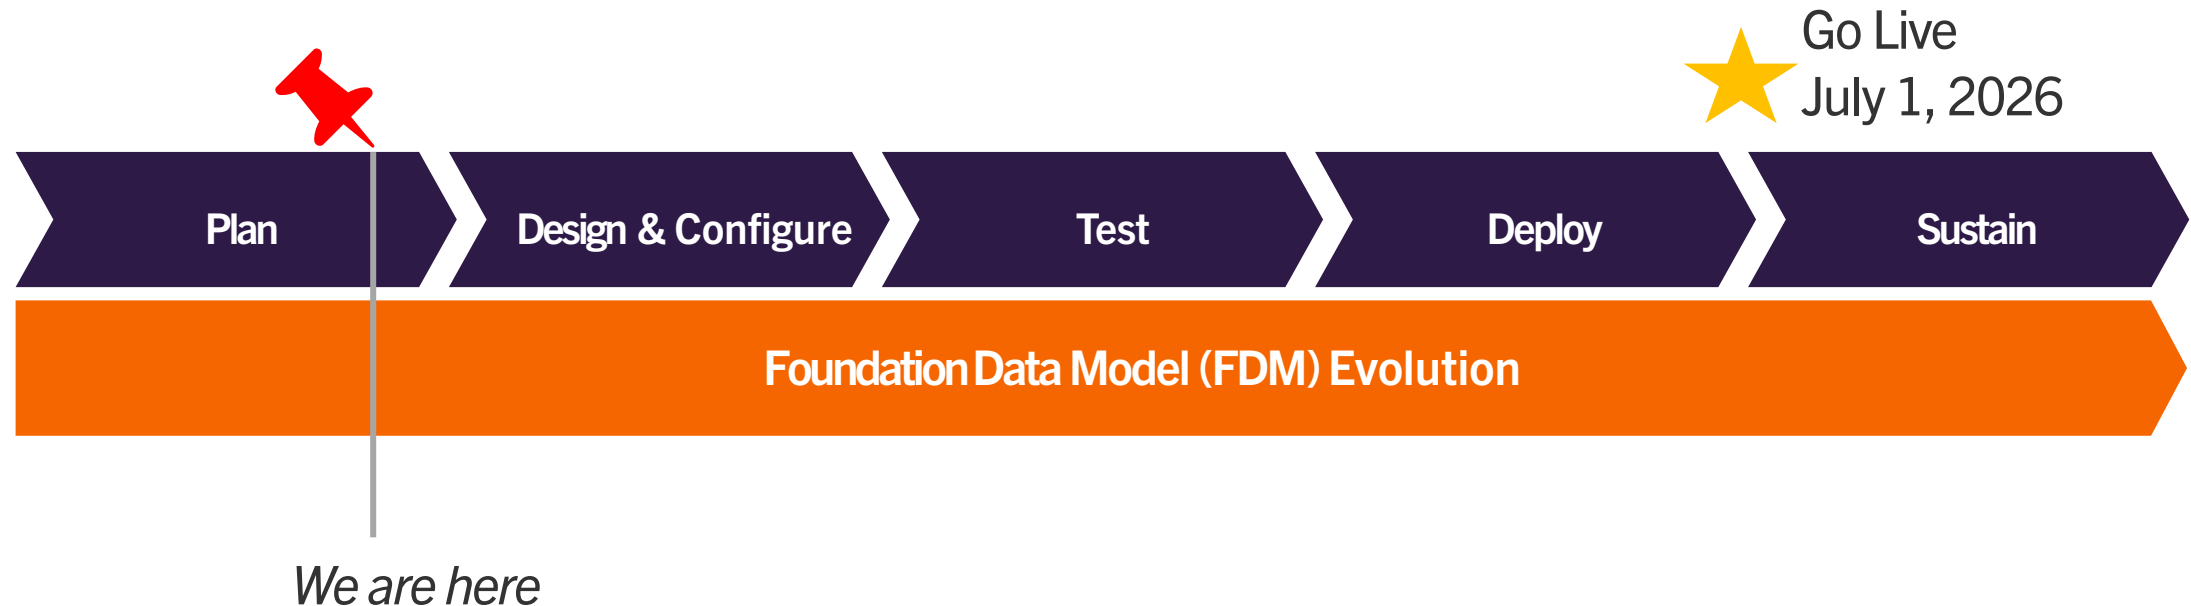 Go Live
July 1, 2026
Plan
Design & Configure
Test
Deploy
Sustain
Foundation Data Model (FDM) Evolution
We are here